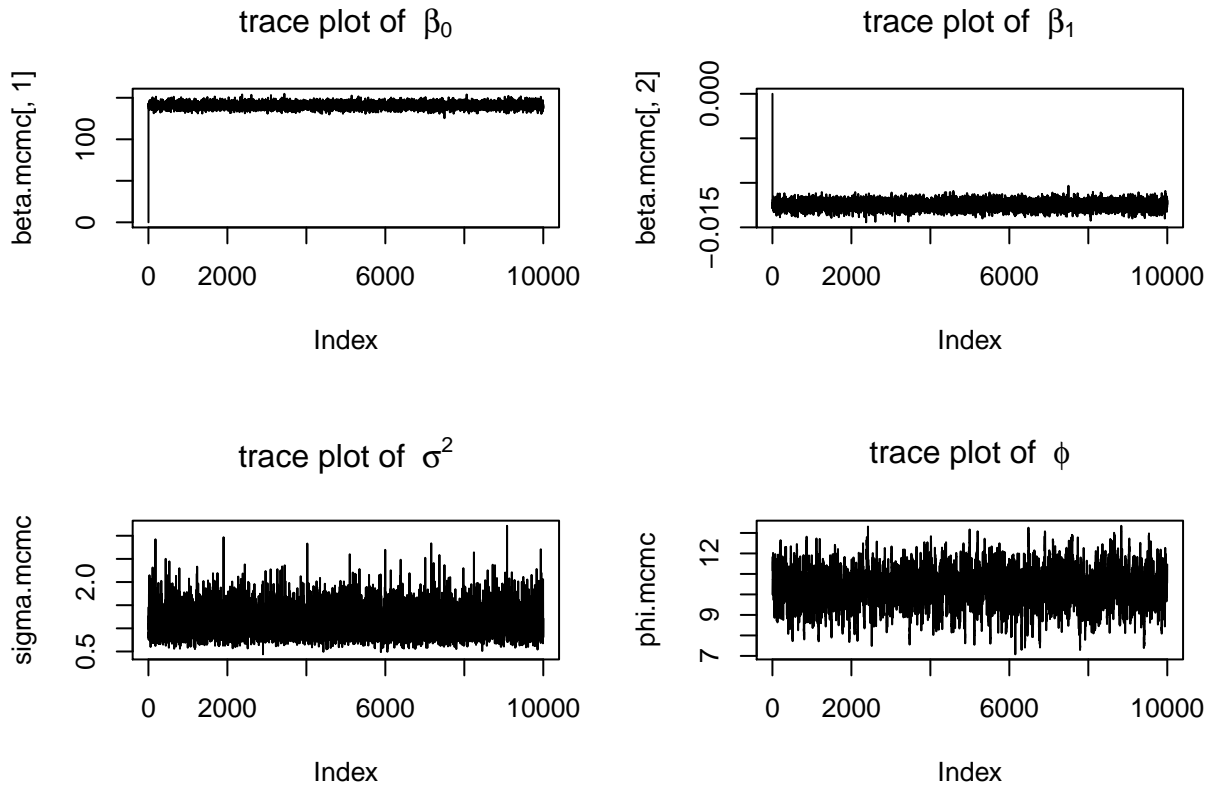 trace plot of β₀
beta.mcmc[, 1]
0 100
0 2000 6000 10000
Index
trace plot of β₁
beta.mcmc[, 2]
−0.015 0.000
0 2000 6000 10000
Index
trace plot of σ²
sigma.mcmc
0.5 2.0
0 2000 6000 10000
Index
trace plot of ϕ
phi.mcmc
7 9 12
0 2000 6000 10000
Index